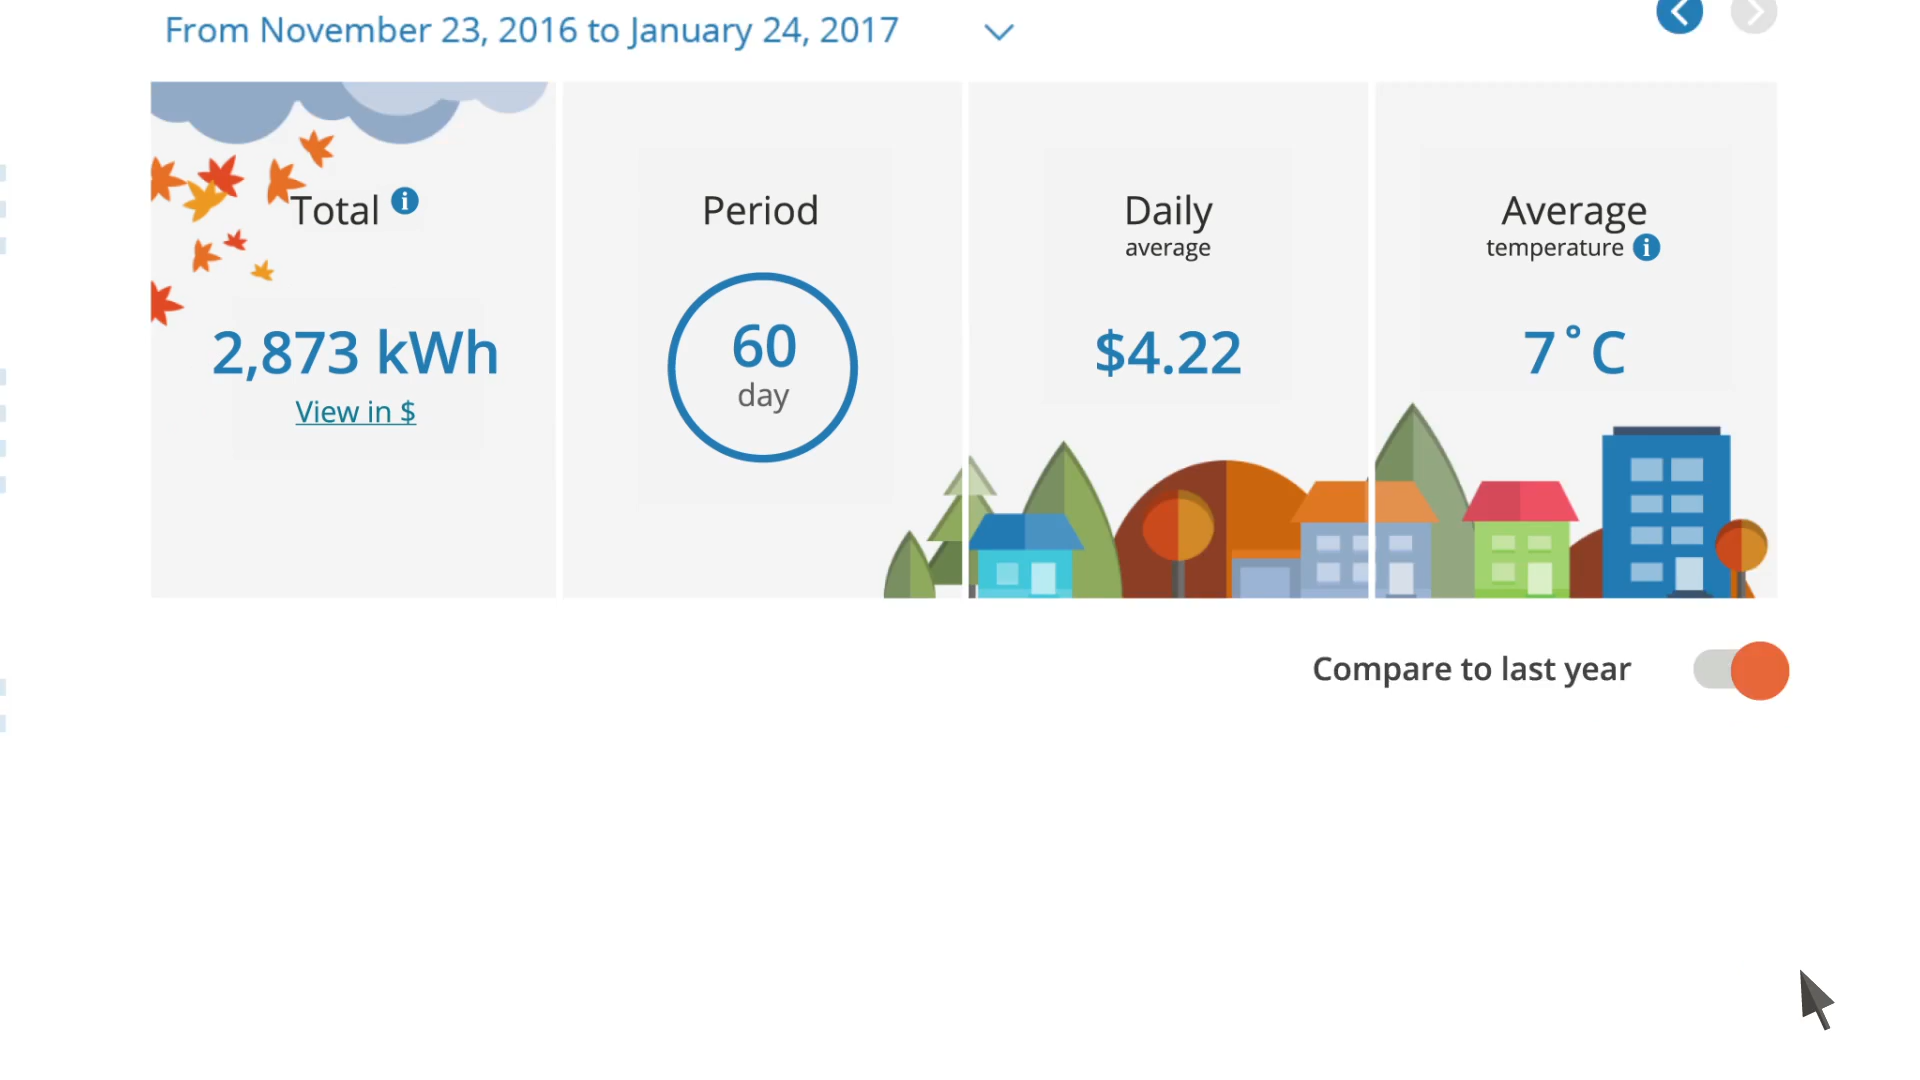 From November 23, 2016 to January 24, 2017
Total i
2,873 kWh
View in $
Period
60
day
Daily
average
$4.22
Average
temperature i
7°C
Compare to last year